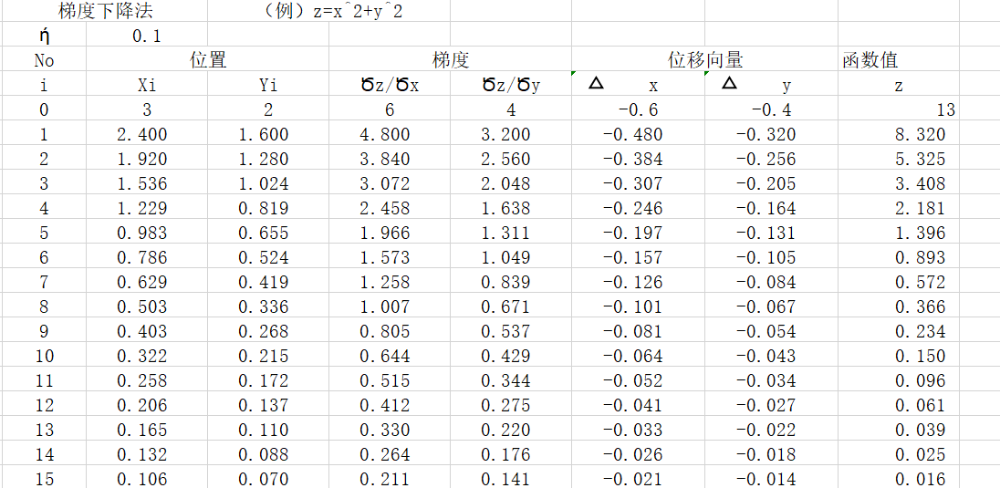 梯度下降法 （例）z=x^2+y^2
ή 0.1
No 位置 梯度 位移向量 函数值
i Xi Yi Ծz/Ծx Ծz/Ծy △ x △ y z
0 3 2 6 4 -0.6 -0.4 13
1 2.400 1.600 4.800 3.200 -0.480 -0.320 8.320
2 1.920 1.280 3.840 2.560 -0.384 -0.256 5.325
3 1.536 1.024 3.072 2.048 -0.307 -0.205 3.408
4 1.229 0.819 2.458 1.638 -0.246 -0.164 2.181
5 0.983 0.655 1.966 1.311 -0.197 -0.131 1.396
6 0.786 0.524 1.573 1.049 -0.157 -0.105 0.893
7 0.629 0.419 1.258 0.839 -0.126 -0.084 0.572
8 0.503 0.336 1.007 0.671 -0.101 -0.067 0.366
9 0.403 0.268 0.805 0.537 -0.081 -0.054 0.234
10 0.322 0.215 0.644 0.429 -0.064 -0.043 0.150
11 0.258 0.172 0.515 0.344 -0.052 -0.034 0.096
12 0.206 0.137 0.412 0.275 -0.041 -0.027 0.061
13 0.165 0.110 0.330 0.220 -0.033 -0.022 0.039
14 0.132 0.088 0.264 0.176 -0.026 -0.018 0.025
15 0.106 0.070 0.211 0.141 -0.021 -0.014 0.016